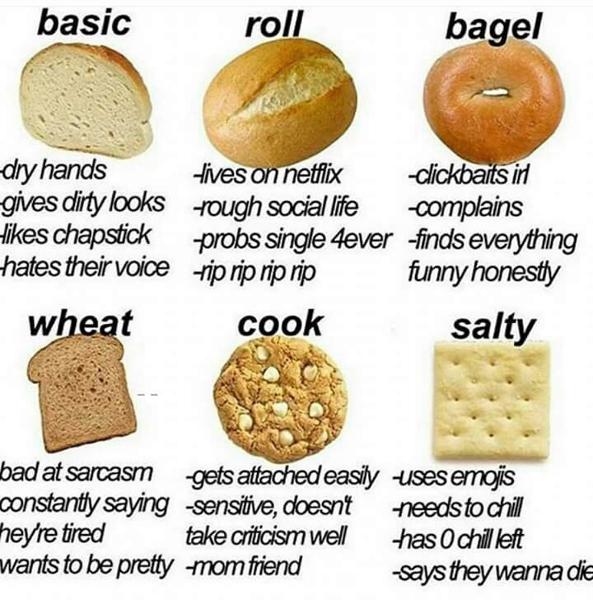 basic
-dry hands
-gives dirty looks
-likes chapstick
-hates their voice
roll
-lives on netflix
-rough social life
-probs single 4ever
-rip rip rip rip
bagel
-clickbaits irl
-complains
-finds everything
funny honestly
wheat
bad at sarcasm
constantly saying
hey're tired
wants to be pretty
cook
-gets attached easily
-sensitive, doesn't
take criticism well
-mom friend
salty
-uses emojis
-needs to chill
-has 0 chill left
-says they wanna die